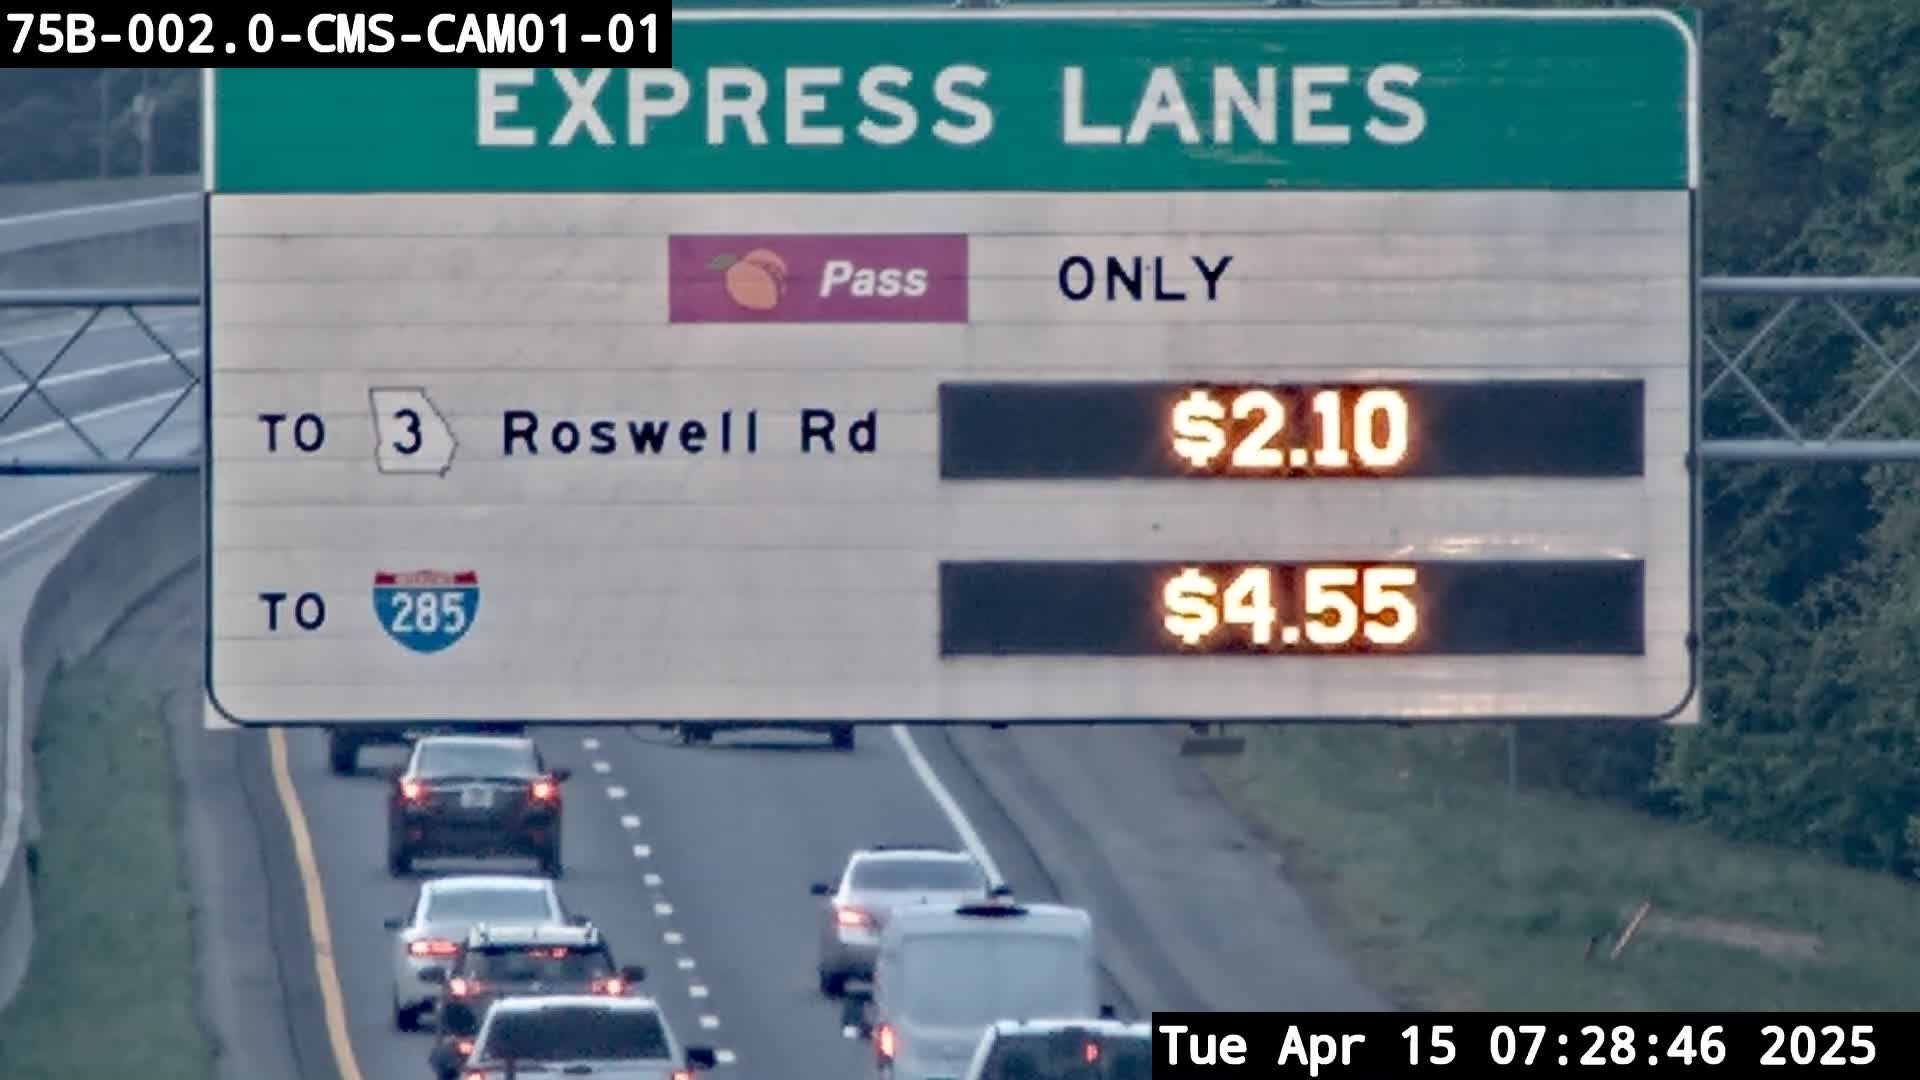 75B-002.0-CMS-CAM01-01
EXPRESS LANES
Pass ONLY
TO 3 Roswell Rd $2.10
TO 285 $4.55
Tue Apr 15 07:28:46 2025